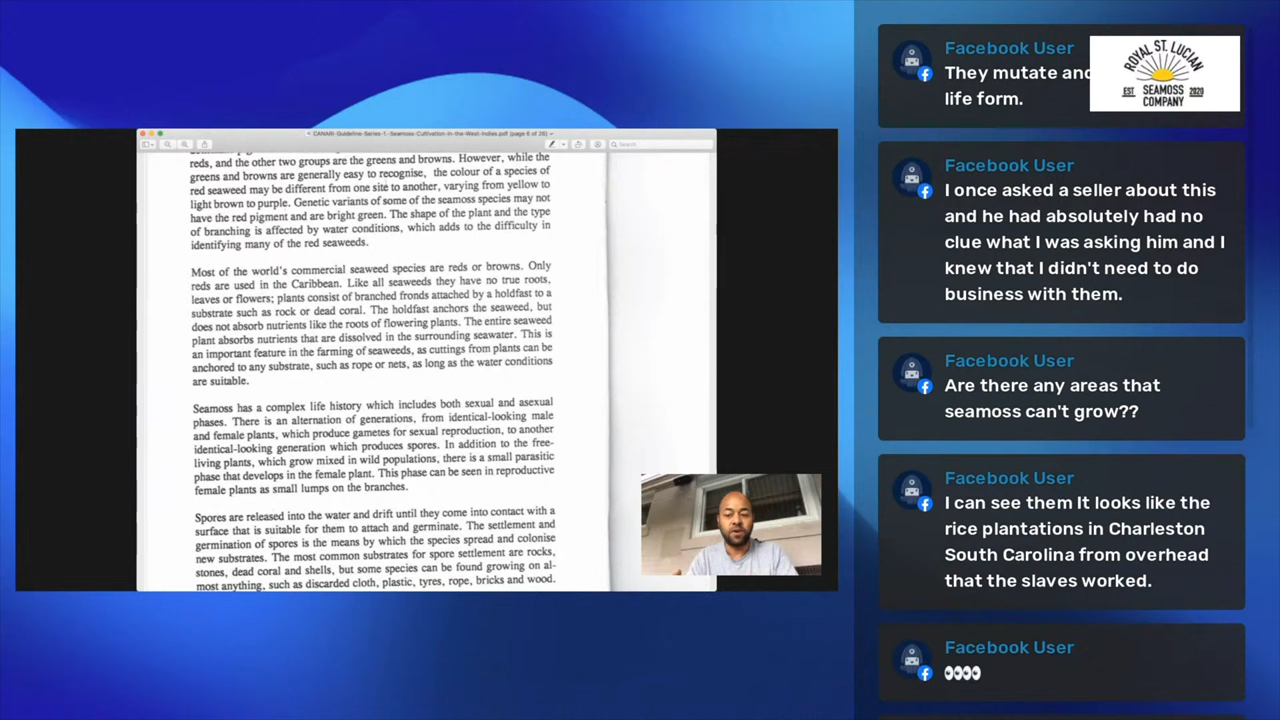 CANARI-Guideline-Series-1.-Seamoss-Cultivation-in-the-West-Indies.pdf (page 6 of 28)
Search
reds, and the other two groups are the greens and browns. However, while the
greens and browns are generally easy to recognise, the colour of a species of
red seaweed may be different from one site to another, varying from yellow to
light brown to purple. Genetic variants of some of the seamoss species may not
have the red pigment and are bright green. The shape of the plant and the type
of branching is affected by water conditions, which adds to the difficulty in
identifying many of the red seaweeds.
Most of the world's commercial seaweed species are reds or browns. Only
reds are used in the Caribbean. Like all seaweeds they have no true roots,
leaves or flowers; plants consist of branched fronds attached by a holdfast to a
substrate such as rock or dead coral. The holdfast anchors the seaweed, but
does not absorb nutrients like the roots of flowering plants. The entire seaweed
plant absorbs nutrients that are dissolved in the surrounding seawater. This is
an important feature in the farming of seaweeds, as cuttings from plants can be
anchored to any substrate, such as rope or nets, as long as the water conditions
are suitable.
Seamoss has a complex life history which includes both sexual and asexual
phases. There is an alternation of generations, from identical-looking male
and female plants, which produce gametes for sexual reproduction, to another
identical-looking generation which produces spores. In addition to the free-
living plants, which grow mixed in wild populations, there is a small parasitic
phase that develops in the female plant. This phase can be seen in reproductive
female plants as small lumps on the branches.
Spores are released into the water and drift until they come into contact with a
surface that is suitable for them to attach and germinate. The settlement and
germination of spores is the means by which the species spread and colonise
new substrates. The most common substrates for spore settlement are rocks,
stones, dead coral and shells, but some species can be found growing on al-
most anything, such as discarded cloth, plastic, tyres, rope, bricks and wood.
Facebook User
They mutate and
life form.
ROYAL ST. LUCIAN
EST SEAMOSS 2020
COMPANY
Facebook User
I once asked a seller about this
and he had absolutely had no
clue what I was asking him and I
knew that I didn't need to do
business with them.
Facebook User
Are there any areas that
seamoss can't grow??
Facebook User
I can see them It looks like the
rice plantations in Charleston
South Carolina from overhead
that the slaves worked.
Facebook User